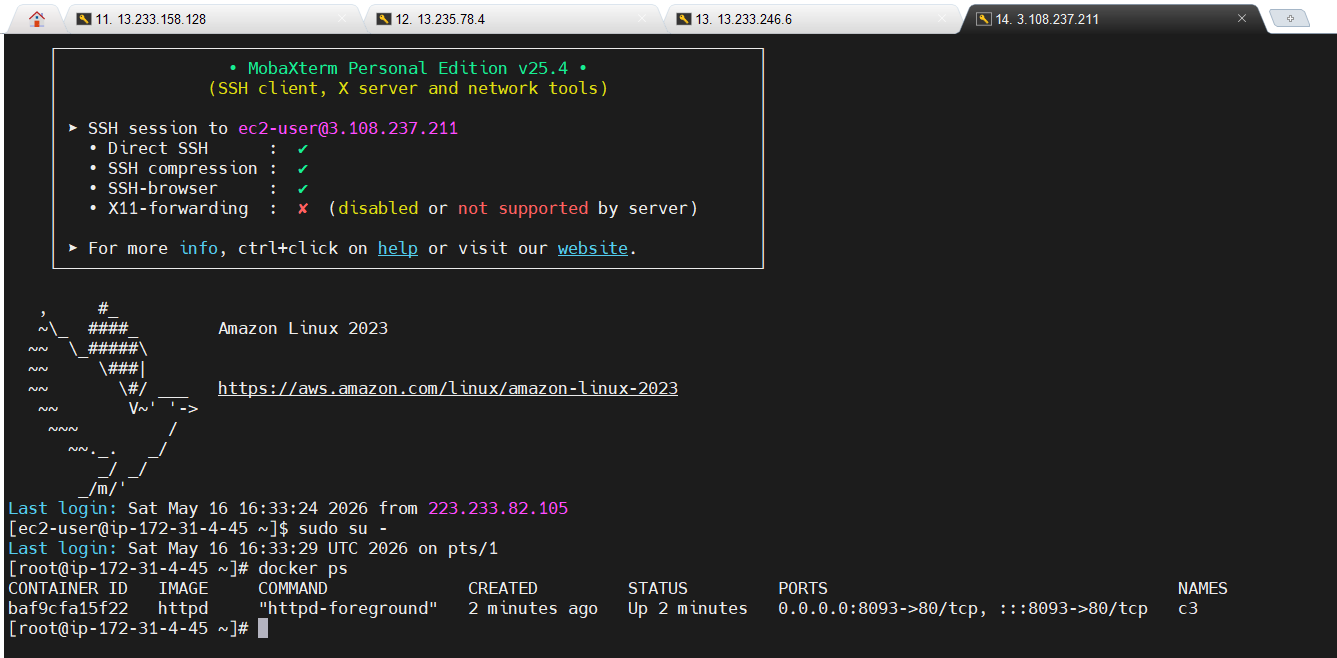 11. 13.233.158.128
12. 13.235.78.4
13. 13.233.246.6
14. 3.108.237.211
• MobaXterm Personal Edition v25.4 •
(SSH client, X server and network tools)
➤ SSH session to ec2-user@3.108.237.211
• Direct SSH : ✔
• SSH compression : ✔
• SSH-browser : ✔
• X11-forwarding : ✘ (disabled or not supported by server)
➤ For more info, ctrl+click on help or visit our website.
   ,     #_
   ~\_  ####_        Amazon Linux 2023
  ~~  \_#####\
  ~~     \###|
  ~~       \#/ ___   https://aws.amazon.com/linux/amazon-linux-2023
   ~~       V~' '->
    ~~~         /
      ~~._.   _/
         _/ _/
       _/m/'
Last login: Sat May 16 16:33:24 2026 from 223.233.82.105
[ec2-user@ip-172-31-4-45 ~]$ sudo su -
Last login: Sat May 16 16:33:29 UTC 2026 on pts/1
[root@ip-172-31-4-45 ~]# docker ps
CONTAINER ID   IMAGE     COMMAND              CREATED         STATUS         PORTS                                   NAMES
baf9cfa15f22   httpd     "httpd-foreground"   2 minutes ago   Up 2 minutes   0.0.0.0:8093->80/tcp, :::8093->80/tcp   c3
[root@ip-172-31-4-45 ~]#